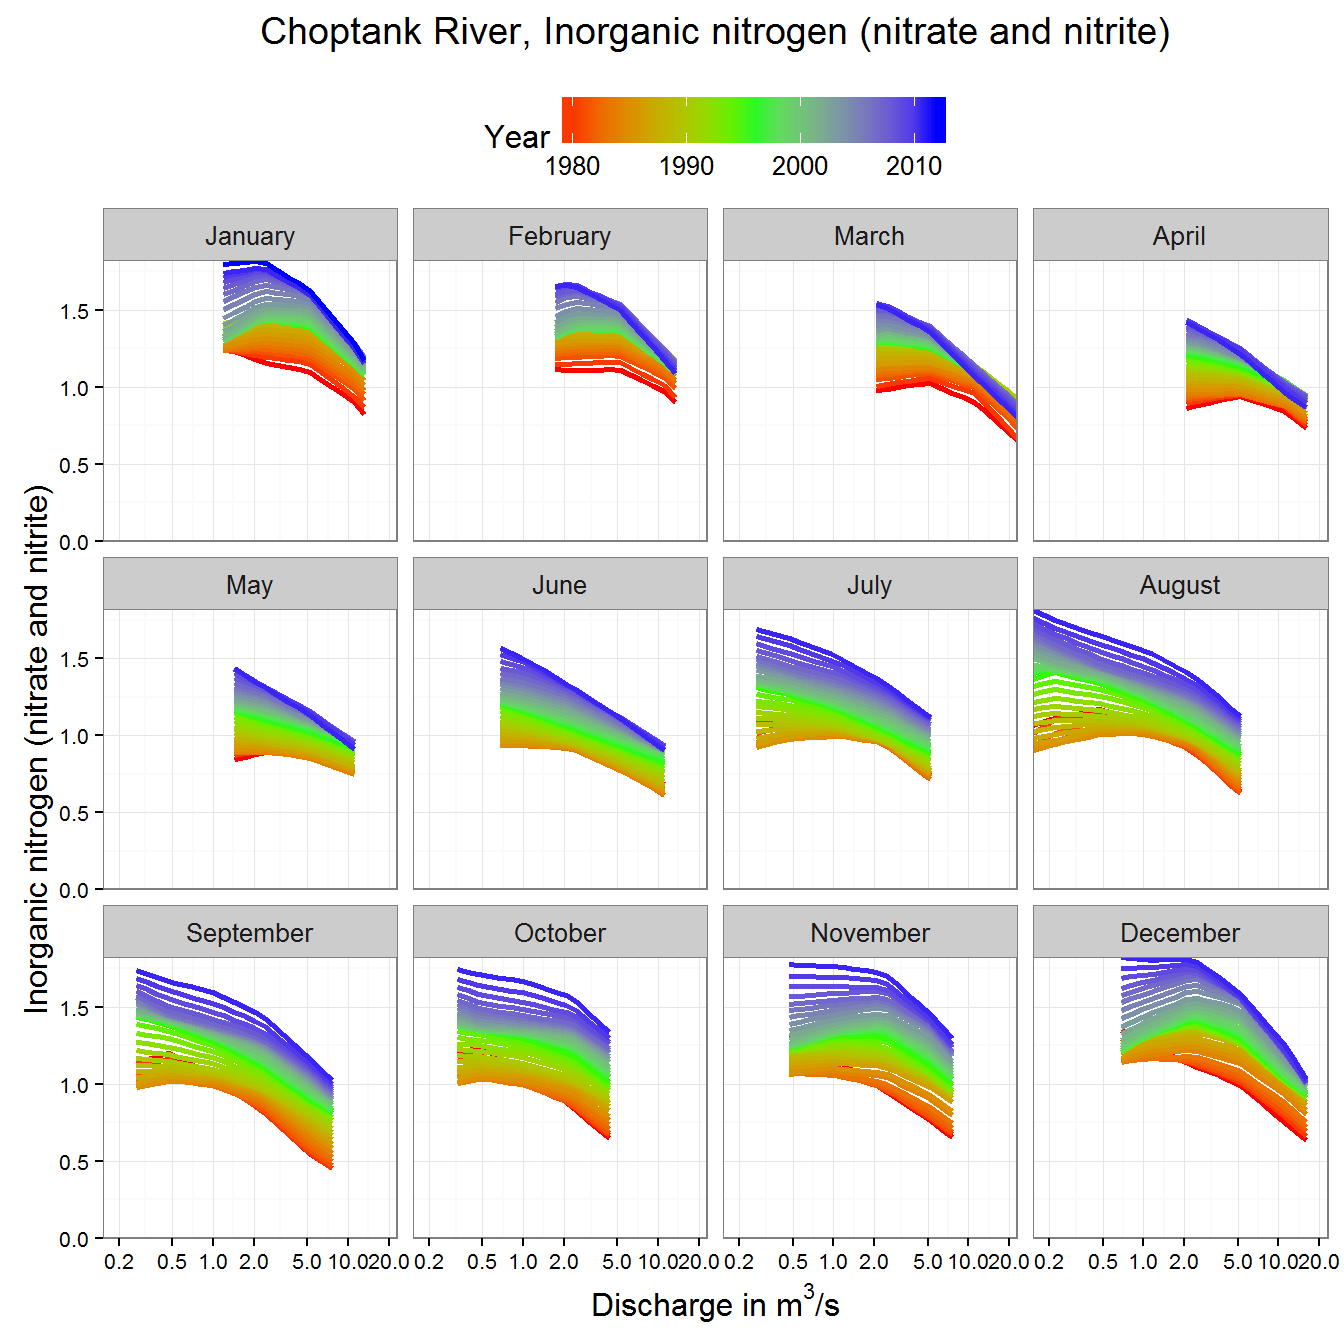 Choptank River, Inorganic nitrogen (nitrate and nitrite)
Year
1980 1990 2000 2010
January February March April
1.5
1.0
0.5
0.0
May June July August
1.5
1.0
0.5
0.0
September October November December
1.5
1.0
0.5
0.0
0.2 0.5 1.0 2.0 5.0 10.020.0 0.2 0.5 1.0 2.0 5.0 10.020.0 0.2 0.5 1.0 2.0 5.0 10.020.0 0.2 0.5 1.0 2.0 5.0 10.020.0
Inorganic nitrogen (nitrate and nitrite)
Discharge in m³/s